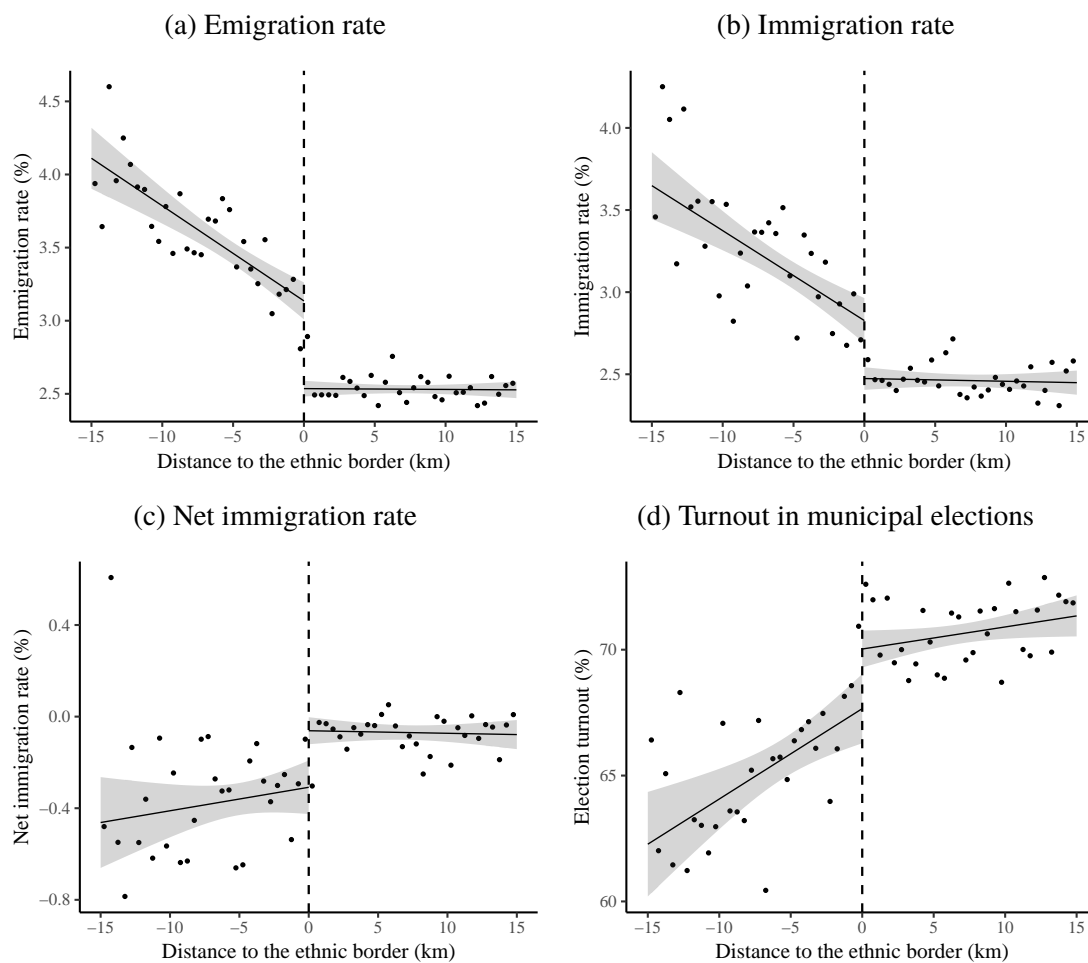 (a) Emigration rate
4.5
4.0
3.5
3.0
2.5
Emmigration rate (%)
−15 −10 −5 0 5 10 15
Distance to the ethnic border (km)
(b) Immigration rate
4.0
3.5
3.0
2.5
Immigration rate (%)
−15 −10 −5 0 5 10 15
Distance to the ethnic border (km)
(c) Net immigration rate
0.4
0.0
−0.4
−0.8
Net immigration rate (%)
−15 −10 −5 0 5 10 15
Distance to the ethnic border (km)
(d) Turnout in municipal elections
70
65
60
Election turnout (%)
−15 −10 −5 0 5 10 15
Distance to the ethnic border (km)